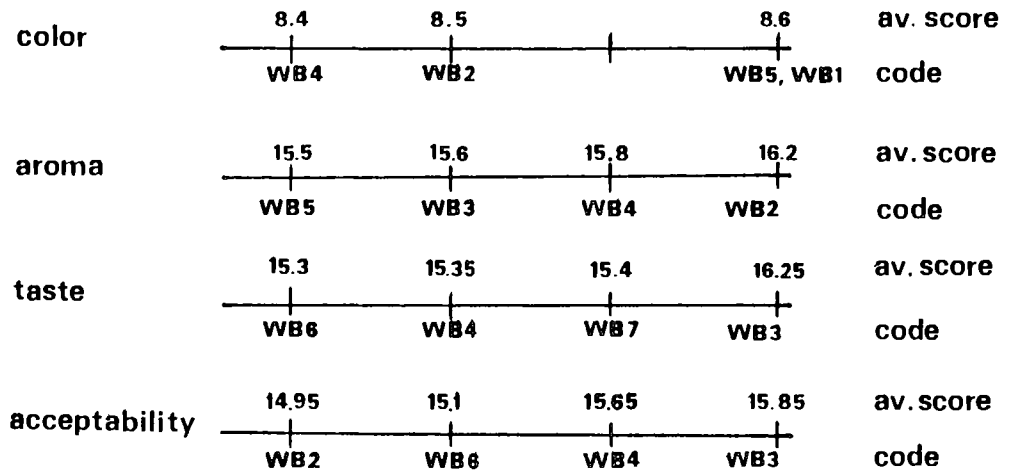 8.4 8.5 8.6 av. score
color
WB4 WB2 WB5, WB1 code
15.5 15.6 15.8 16.2 av. score
aroma
WB5 WB3 WB4 WB2 code
15.3 15.35 15.4 16.25 av. score
taste
WB6 WB4 WB7 WB3 code
14.95 15.1 15.65 15.85 av. score
acceptability
WB2 WB6 WB4 WB3 code